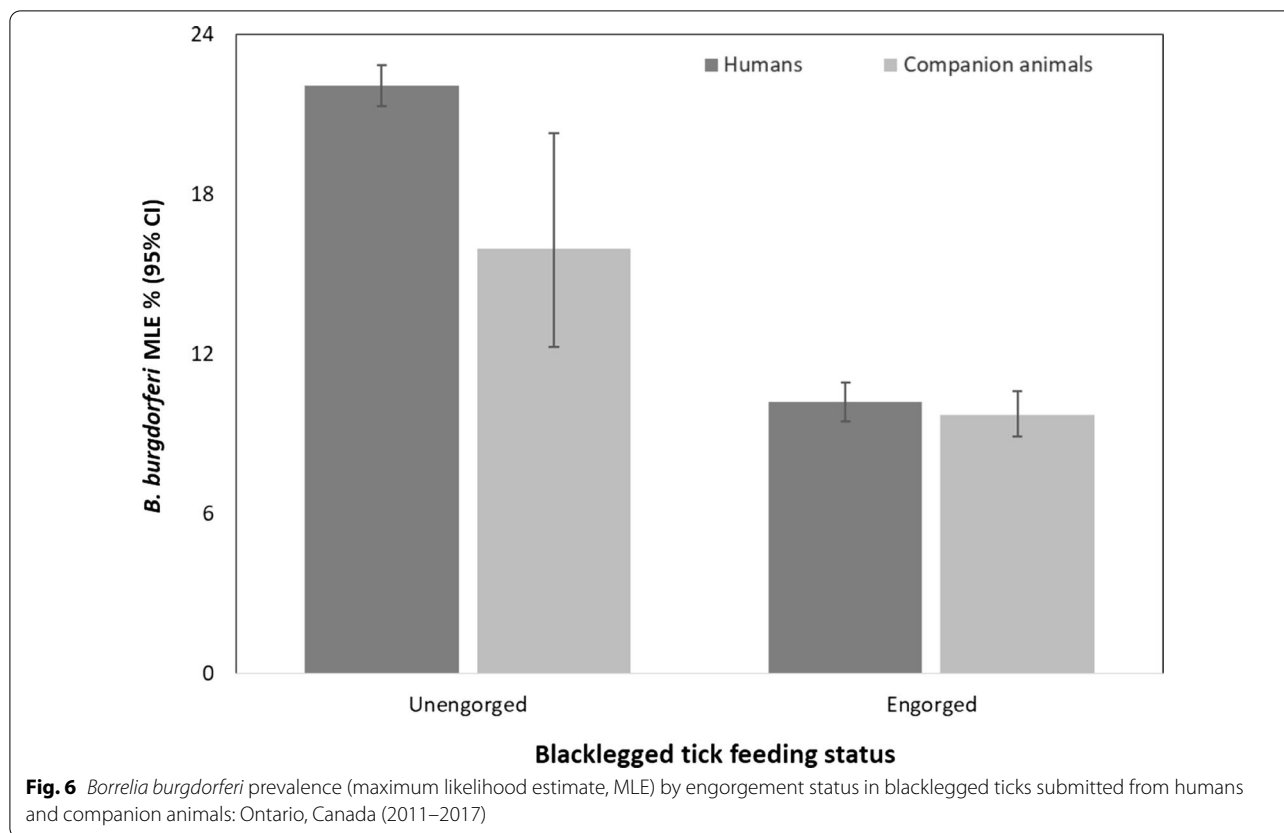 24
Humans
Companion animals
18
B. burgdorferi MLE % (95% CI)
12
6
0
Unengorged
Engorged
Blacklegged tick feeding status
Fig. 6 Borrelia burgdorferi prevalence (maximum likelihood estimate, MLE) by engorgement status in blacklegged ticks submitted from humans
and companion animals: Ontario, Canada (2011–2017)